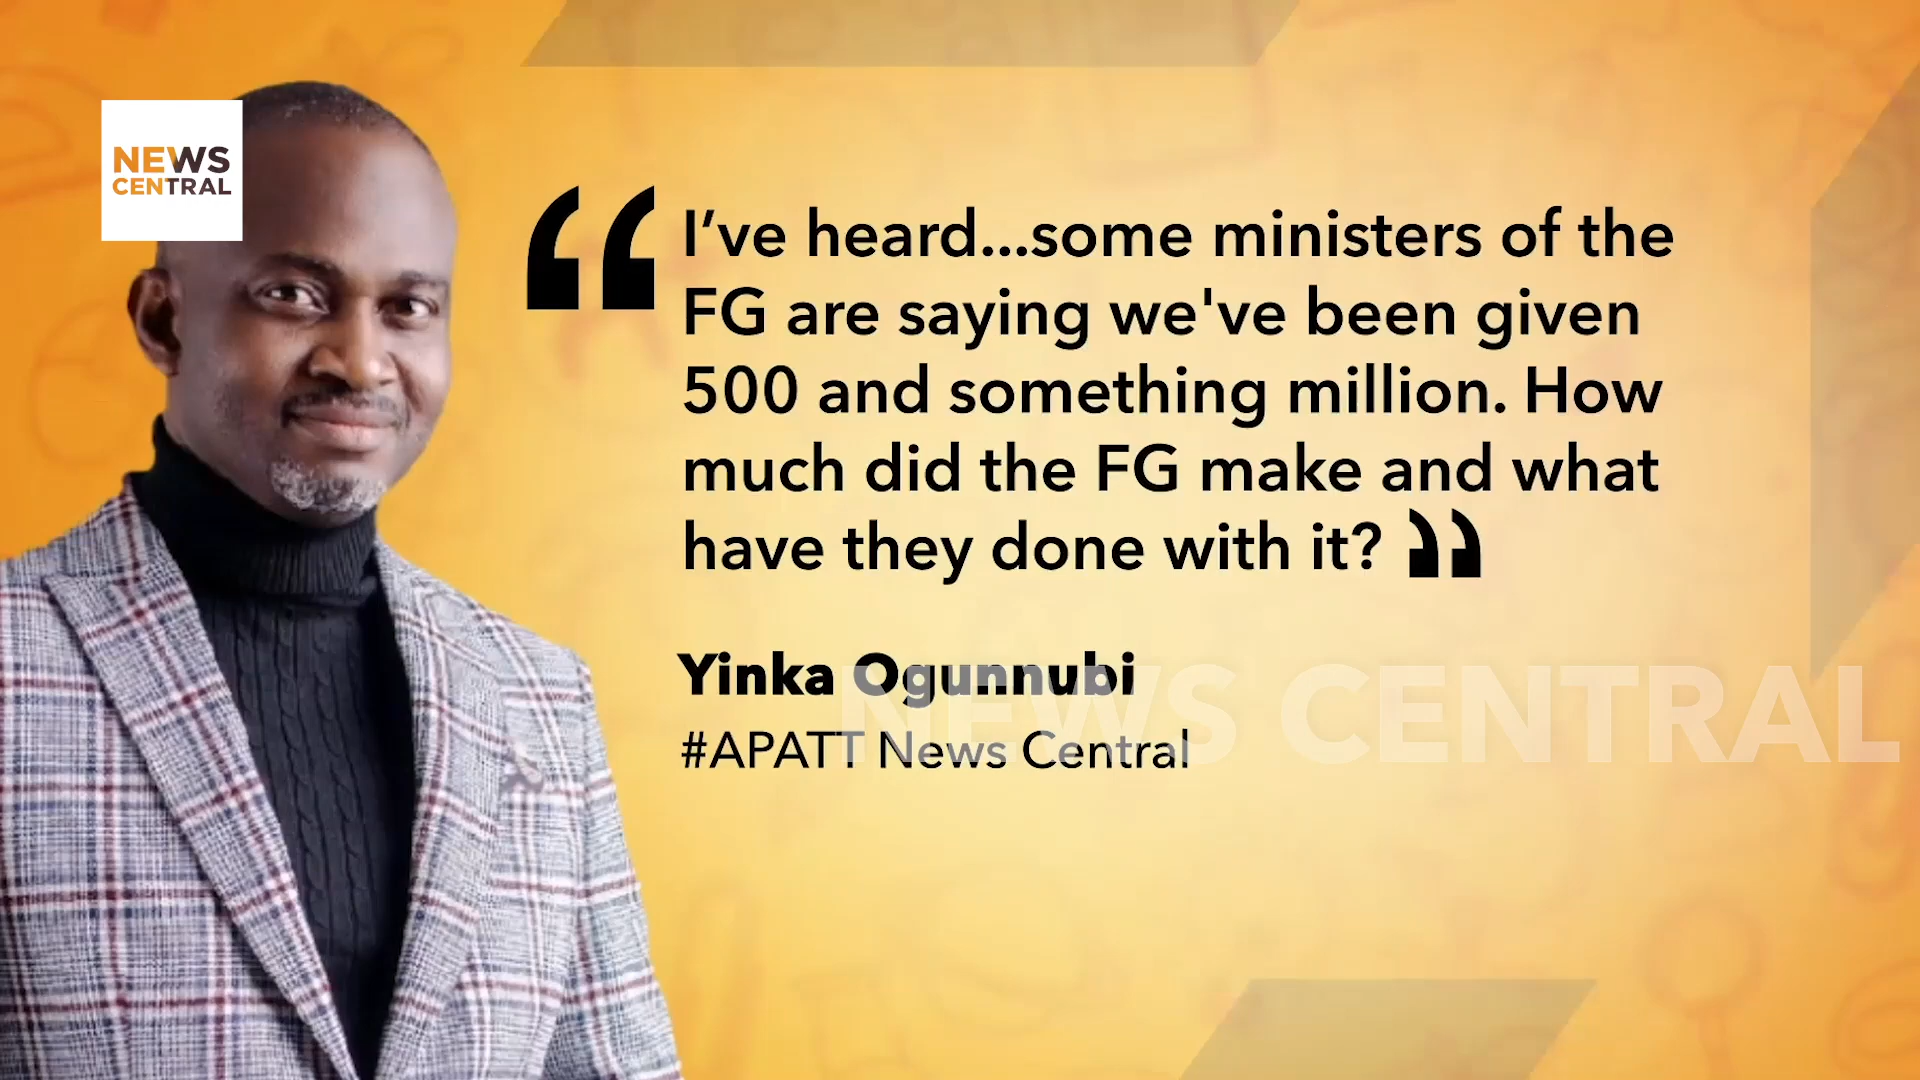 NEWS
CENTRAL
“I’ve heard...some ministers of the
FG are saying we've been given
500 and something million. How
much did the FG make and what
have they done with it?”
Yinka Ogunnubi
#APATT News Central
NEWS CENTRAL